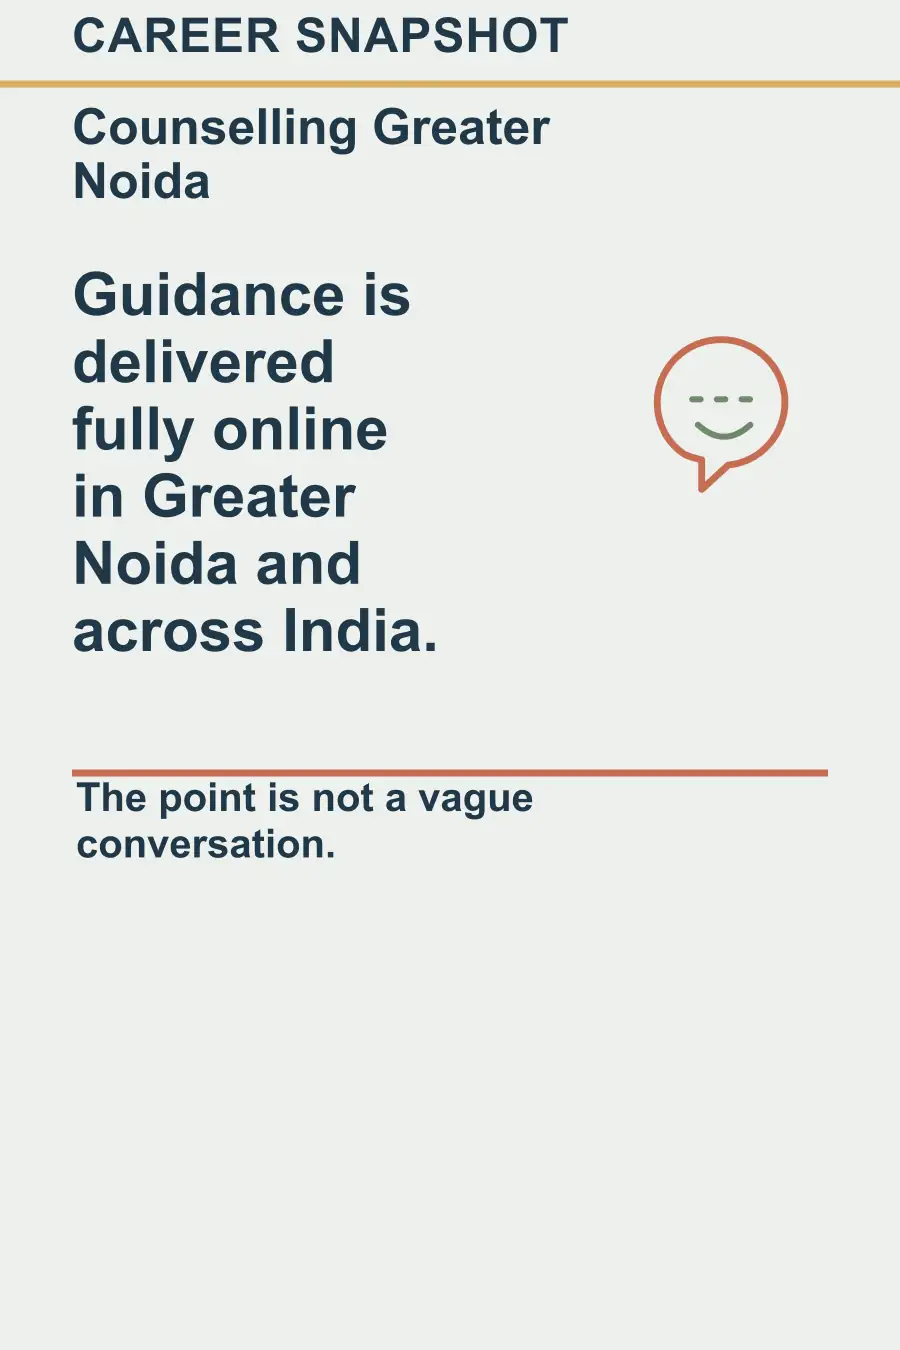 CAREER SNAPSHOT
Counselling Greater
Noida
Guidance is
delivered
fully online
in Greater
Noida and
across India.
The point is not a vague
conversation.